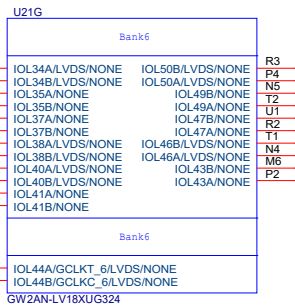 U21G
Bank6
IOL34A/LVDS/NONE IOL50B/LVDS/NONE R3
IOL34B/LVDS/NONE IOL50A/LVDS/NONE P4
IOL35A/NONE IOL49B/NONE N5
IOL35B/NONE IOL49A/NONE T2
IOL37A/NONE IOL47B/NONE U1
IOL37B/NONE IOL47A/NONE R2
IOL38A/LVDS/NONE IOL46B/LVDS/NONE T1
IOL38B/LVDS/NONE IOL46A/LVDS/NONE N4
IOL40A/LVDS/NONE IOL43B/NONE M6
IOL40B/LVDS/NONE IOL43A/NONE P2
IOL41A/NONE
IOL41B/NONE
Bank6
IOL44A/GCLKT_6/LVDS/NONE
IOL44B/GCLKC_6/LVDS/NONE
GW2AN-LV18XUG324